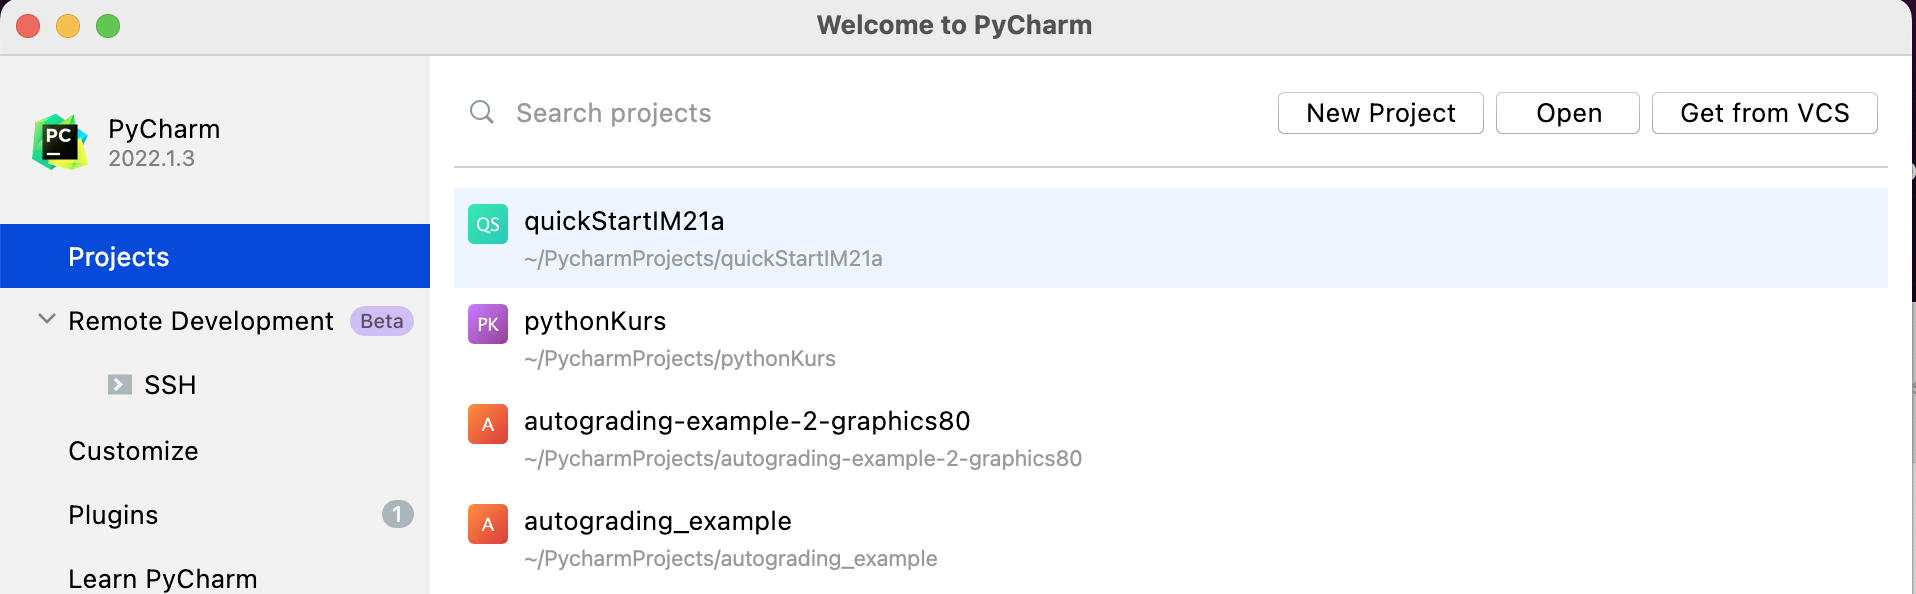 Welcome to PyCharm
PC
PyCharm
2022.1.3
Search projects
New Project
Open
Get from VCS
Projects
Remote Development Beta
SSH
Customize
Plugins 1
Learn PyCharm
QS quickStartIM21a
~/PycharmProjects/quickStartIM21a
PK pythonKurs
~/PycharmProjects/pythonKurs
A autograding-example-2-graphics80
~/PycharmProjects/autograding-example-2-graphics80
A autograding_example
~/PycharmProjects/autograding_example